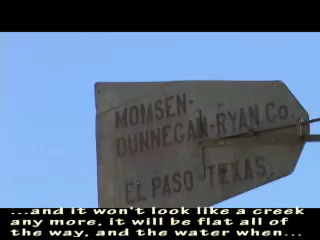 MOMSEN-
DUNNEGAN-RYAN CO.
EL PASO TEXAS.
...and it won't look like a creek
any more, it will be flat all of
the way, and the water when...